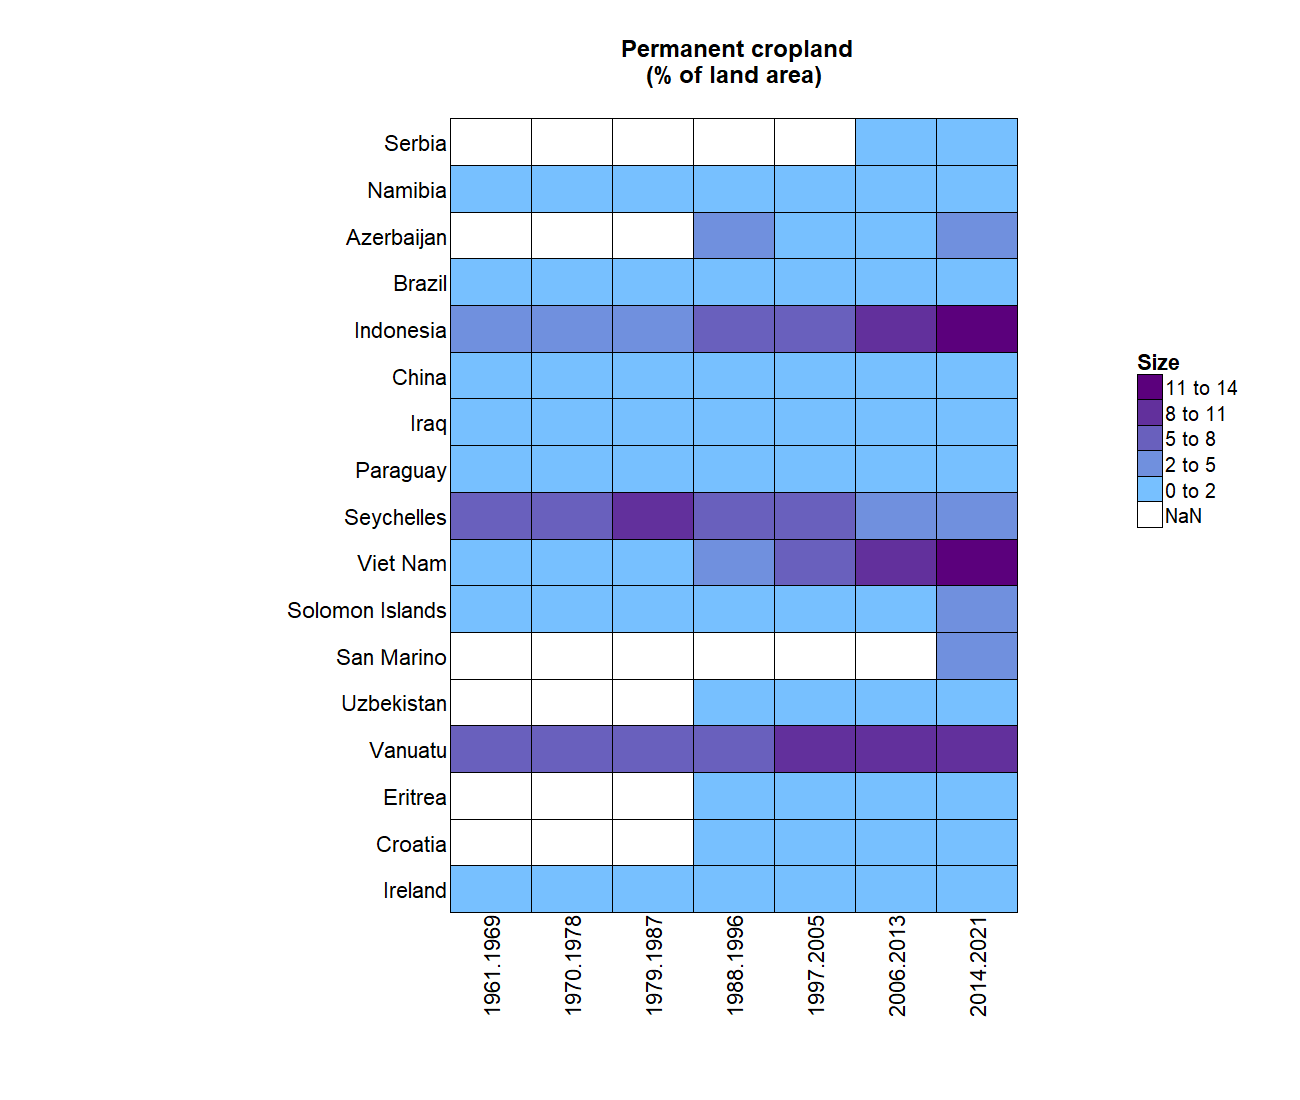 Permanent cropland
(% of land area)
Serbia
Namibia
Azerbaijan
Brazil
Indonesia
China
Iraq
Paraguay
Seychelles
Viet Nam
Solomon Islands
San Marino
Uzbekistan
Vanuatu
Eritrea
Croatia
Ireland
1961.1969
1970.1978
1979.1987
1988.1996
1997.2005
2006.2013
2014.2021
Size
11 to 14
8 to 11
5 to 8
2 to 5
0 to 2
NaN